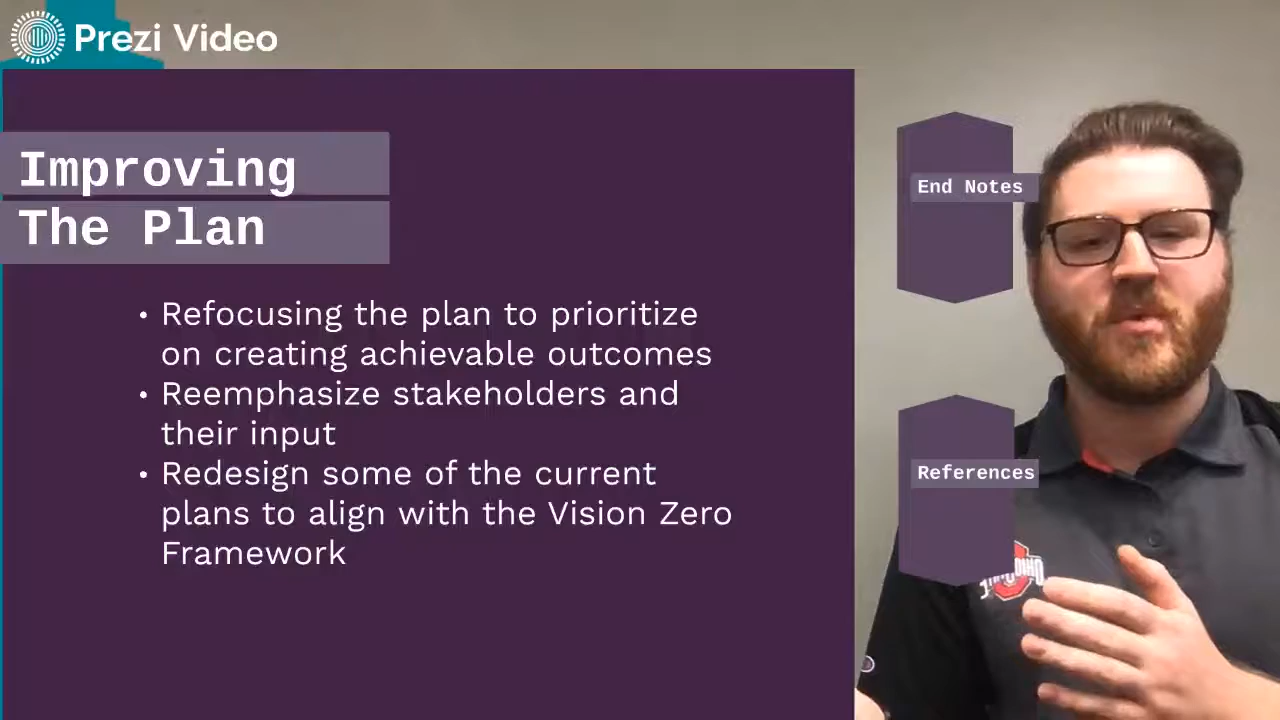 Prezi Video
Improving
The Plan
• Refocusing the plan to prioritize
on creating achievable outcomes
• Reemphasize stakeholders and
their input
• Redesign some of the current
plans to align with the Vision Zero
Framework
End Notes
References